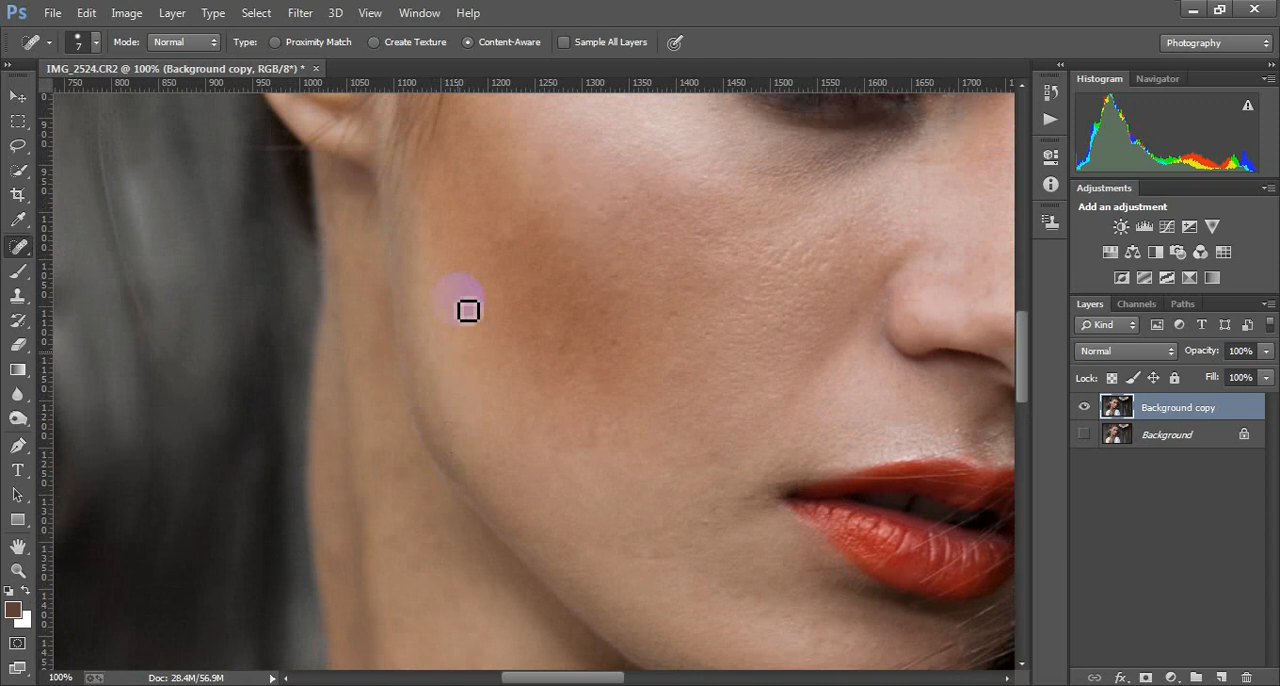 Ps File Edit Image Layer Type Select Filter 3D View Window Help
7 Mode: Normal Type: Proximity Match Create Texture Content-Aware Sample All Layers Photography
IMG_2524.CR2 @ 100% (Background copy, RGB/8*) * ×
Histogram Navigator
750 800 850 900 950 1000 1050 1100 1150 1200 1250 1300 1350 1400 1450 1500 1550 1600 1650 1700
Adjustments
Add an adjustment
Layers Channels Paths
Kind
Normal Opacity: 100%
Lock: Fill: 100%
Background copy
Background
T
100% Doc: 28.4M/56.9M
fx